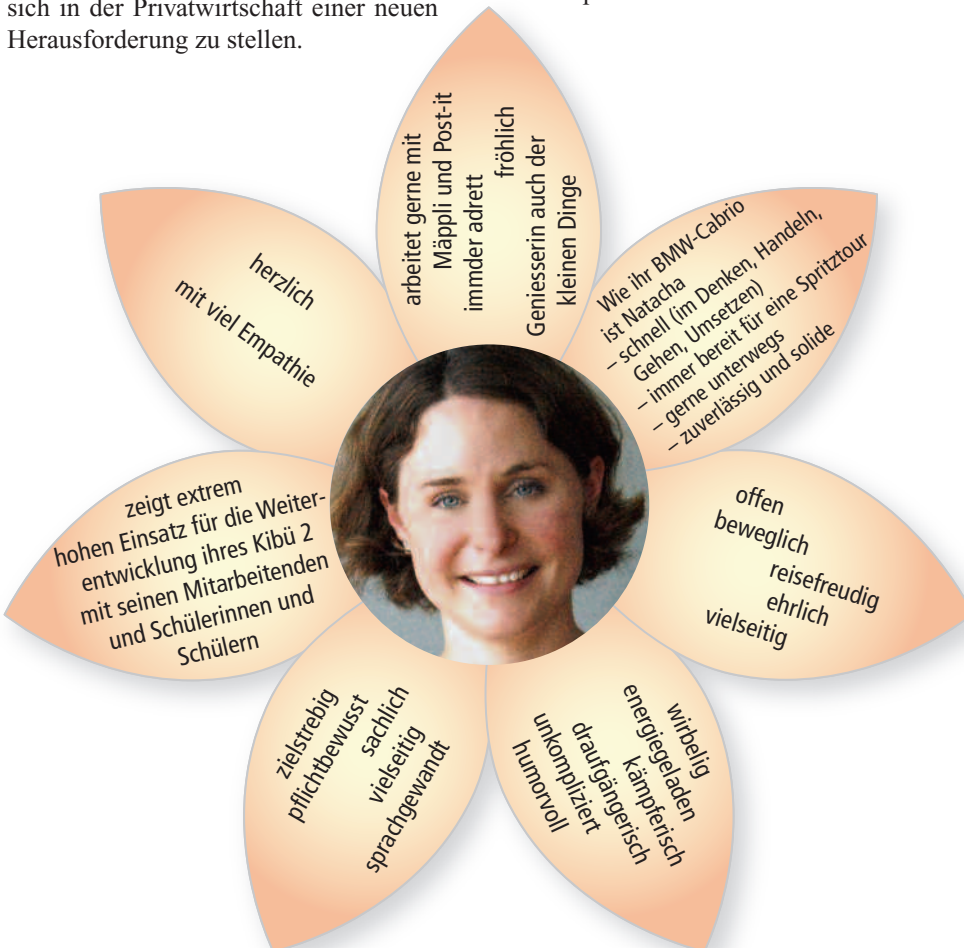 sich in der Privatwirtschaft einer neuen
Herausforderung zu stellen.
arbeitet gerne mit
Mäppli und Post-it
immder adrett
fröhlich
Geniesserin auch der
kleinen Dinge
Wie ihr BMW-Cabrio
ist Natacha
– schnell (im Denken, Handeln,
Gehen, Umsetzen)
– immer bereit für eine Spritztour
– gerne unterwegs
– zuverlässig und solide
offen
beweglich
reisefreudig
ehrlich
vielseitig
wirbelig
energiegeladen
kämpferisch
draufgängerisch
unkompliziert
humorvoll
zielstrebig
pflichtbewusst
sachlich
vielseitig
sprachgewandt
zeigt extrem
hohen Einsatz für die Weiter-
entwicklung ihres Kibü 2
mit seinen Mitarbeitenden
und Schülerinnen und
Schülern
herzlich
mit viel Empathie